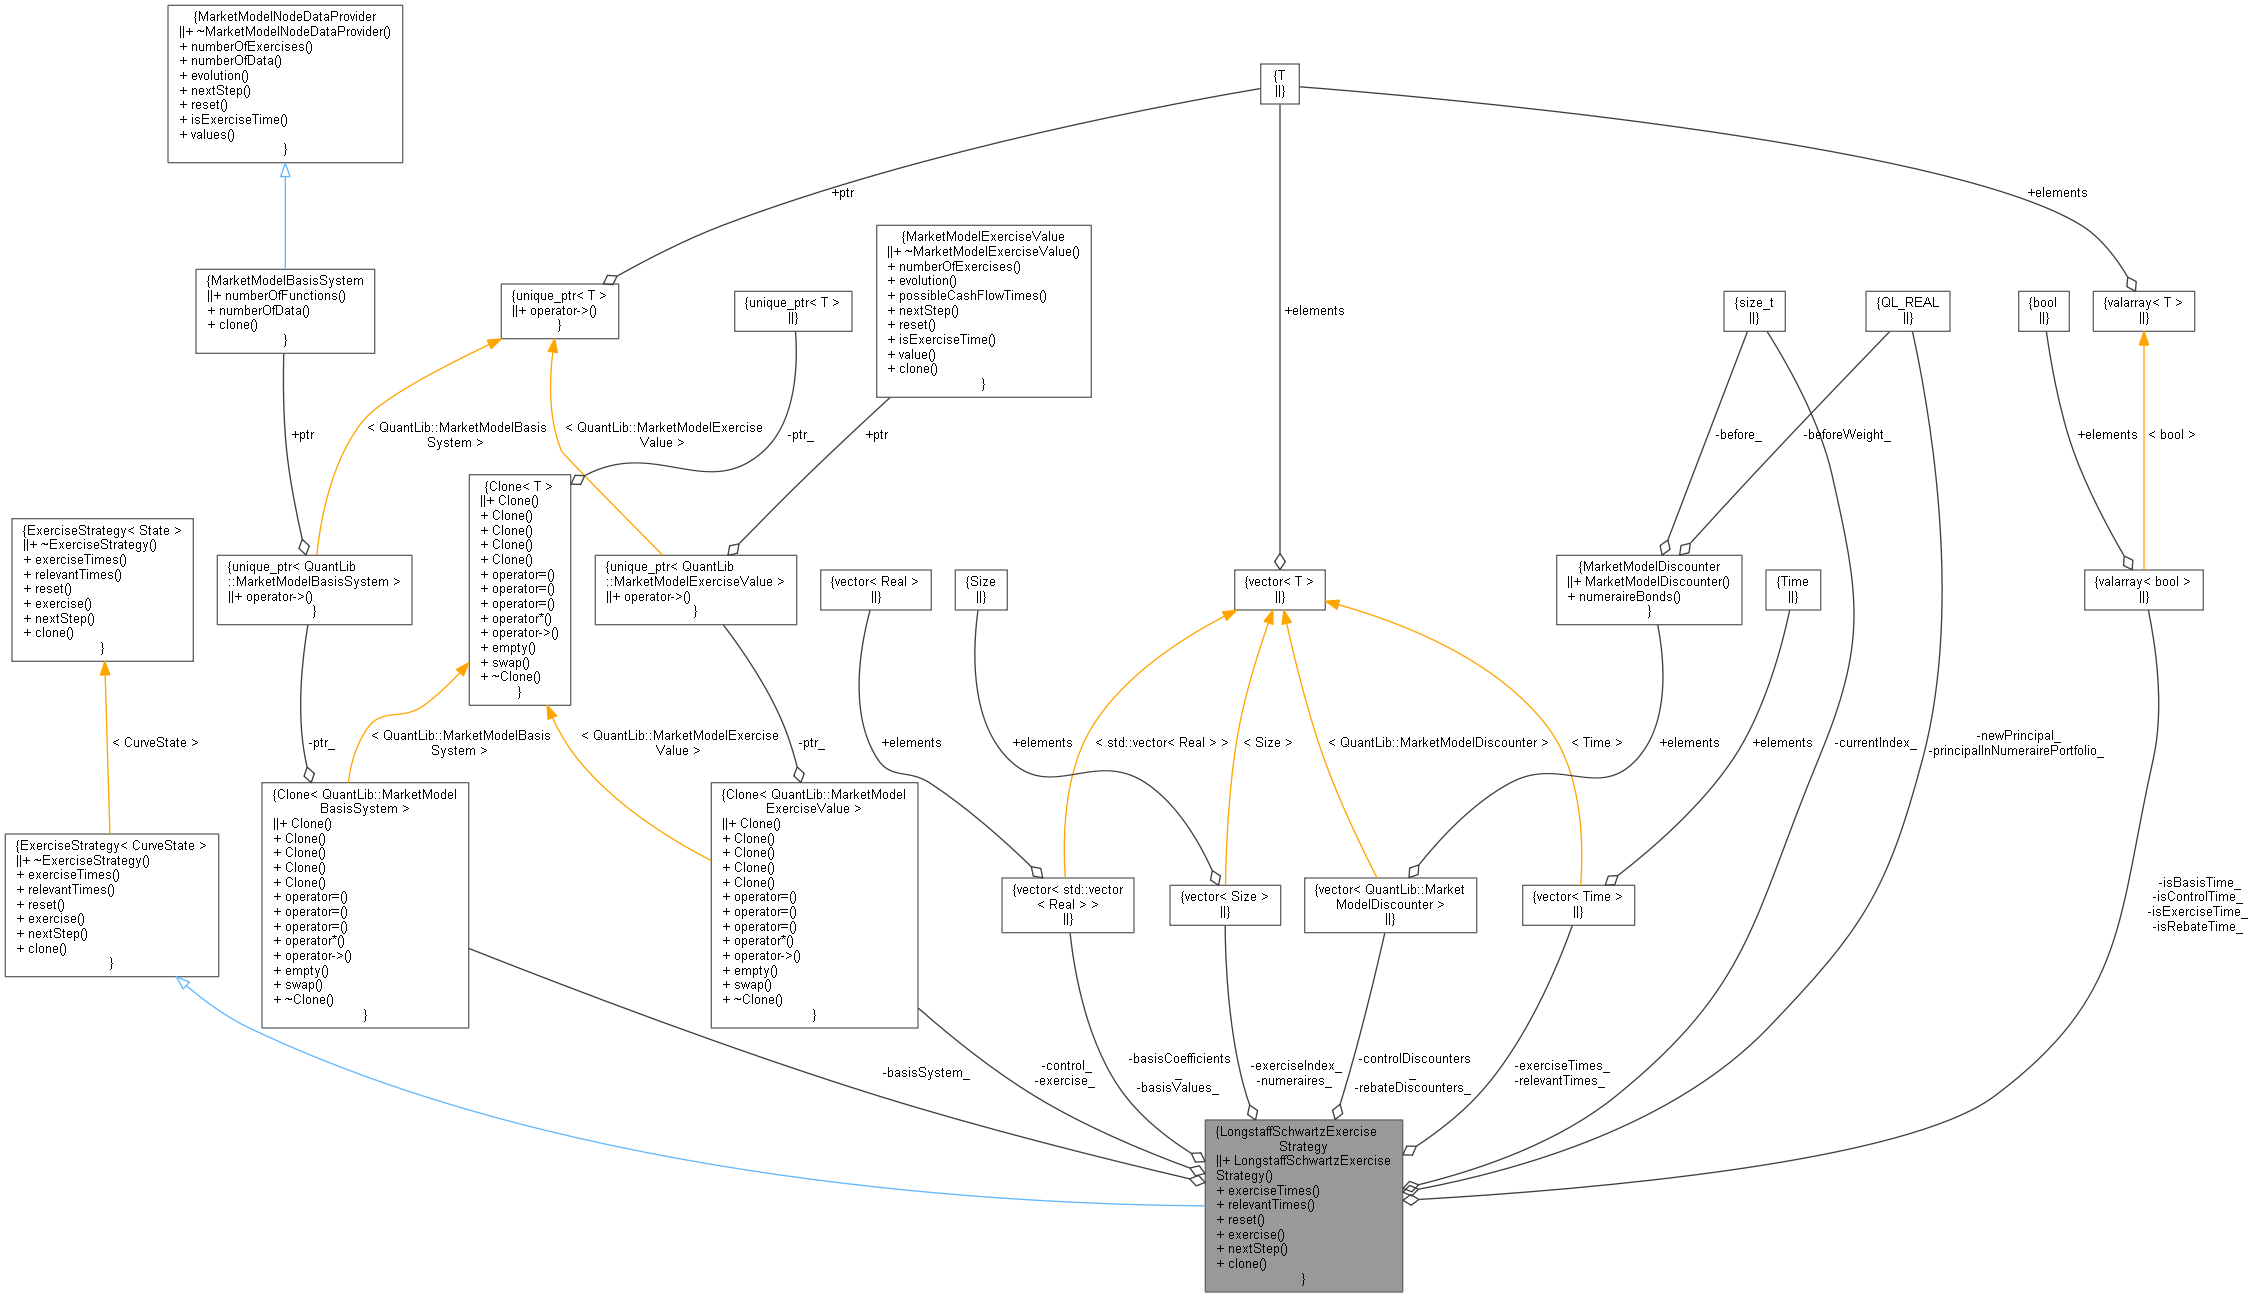 {MarketModelNodeDataProvider
||+ ~MarketModelNodeDataProvider()
+ numberOfExercises()
+ numberOfData()
+ evolution()
+ nextStep()
+ reset()
+ isExerciseTime()
+ values()
}
{T
||}
+ptr
+elements
{MarketModelExerciseValue
||+ ~MarketModelExerciseValue()
+ numberOfExercises()
+ evolution()
+ possibleCashFlowTimes()
+ nextStep()
+ reset()
+ isExerciseTime()
+ value()
+ clone()
}
{MarketModelBasisSystem
||+ numberOfFunctions()
+ numberOfData()
+ clone()
}
{unique_ptr< T >
||+ operator->()
}
{unique_ptr< T >
||}
+elements
{size_t
||}
{QL_REAL
||}
{bool
||}
{valarray< T >
||}
+ptr
< QuantLib::MarketModelBasis
System >
< QuantLib::MarketModelExercise
Value >
-ptr_
+ptr
-before_
-beforeWeight_
+elements
< bool >
{Clone< T >
||+ Clone()
+ Clone()
+ Clone()
+ Clone()
+ Clone()
+ operator=()
+ operator=()
+ operator=()
+ operator*()
+ operator->()
+ empty()
+ swap()
+ ~Clone()
}
{ExerciseStrategy< State >
||+ ~ExerciseStrategy()
+ exerciseTimes()
+ relevantTimes()
+ reset()
+ exercise()
+ nextStep()
+ clone()
}
{unique_ptr< QuantLib
::MarketModelBasisSystem >
||+ operator->()
}
{unique_ptr< QuantLib
::MarketModelExerciseValue >
||+ operator->()
}
{vector< Real >
||}
{Size
||}
{vector< T >
||}
{MarketModelDiscounter
||+ MarketModelDiscounter()
+ numeraireBonds()
}
{Time
||}
{valarray< bool >
||}
< CurveState >
-ptr_
< QuantLib::MarketModelBasis
System >
< QuantLib::MarketModelExercise
Value >
-ptr_
+elements
+elements
< std::vector< Real > >
< Size >
< QuantLib::MarketModelDiscounter >
< Time >
+elements
+elements
-currentIndex_
-newPrincipal_
-principalInNumerairePortfolio_
{ExerciseStrategy< CurveState >
||+ ~ExerciseStrategy()
+ exerciseTimes()
+ relevantTimes()
+ reset()
+ exercise()
+ nextStep()
+ clone()
}
{Clone< QuantLib::MarketModel
BasisSystem >
||+ Clone()
+ Clone()
+ Clone()
+ Clone()
+ Clone()
+ operator=()
+ operator=()
+ operator=()
+ operator*()
+ operator->()
+ empty()
+ swap()
+ ~Clone()
}
{Clone< QuantLib::MarketModel
ExerciseValue >
||+ Clone()
+ Clone()
+ Clone()
+ Clone()
+ Clone()
+ operator=()
+ operator=()
+ operator=()
+ operator*()
+ operator->()
+ empty()
+ swap()
+ ~Clone()
}
{vector< std::vector
< Real > >
||}
{vector< Size >
||}
{vector< QuantLib::Market
ModelDiscounter >
||}
{vector< Time >
||}
-isBasisTime_
-isControlTime_
-isExerciseTime_
-isRebateTime_
-basisSystem_
-control_
-exercise_
-basisCoefficients
_
-basisValues_
-exerciseIndex_
-numeraires_
-controlDiscounters
_
-rebateDiscounters_
-exerciseTimes_
-relevantTimes_
{LongstaffSchwartzExercise
Strategy
||+ LongstaffSchwartzExercise
Strategy()
+ exerciseTimes()
+ relevantTimes()
+ reset()
+ exercise()
+ nextStep()
+ clone()
}